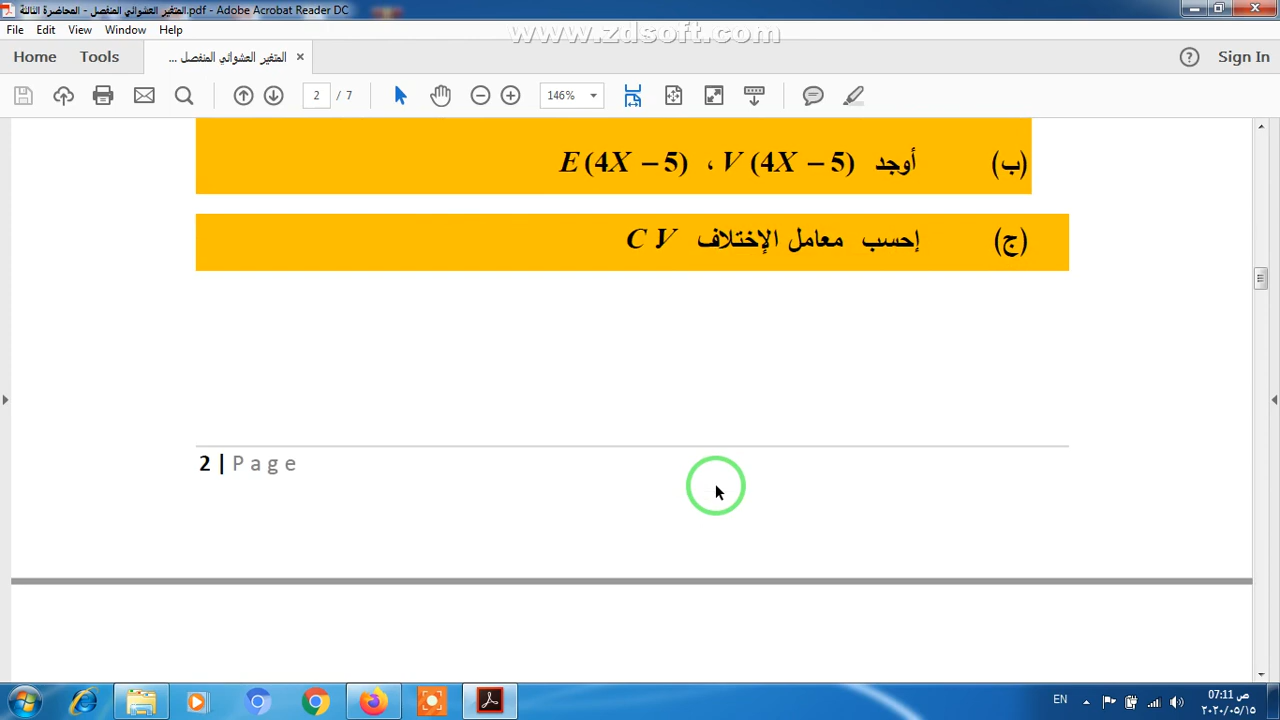 المتغير العشوائي المنفصل - المحاضرة الثالثة.pdf - Adobe Acrobat Reader DC
File Edit View Window Help
www.zdsoft.com
Home Tools المتغير العشوائي المنفصل ... × Sign In
2 / 7 146%
(ب) أوجد E(4X − 5) ، V(4X − 5)
(ج) إحسب معامل الإختلاف C.V
2 | Page
EN 07:11 ص
٢٠٢٠/٠٥/١٥